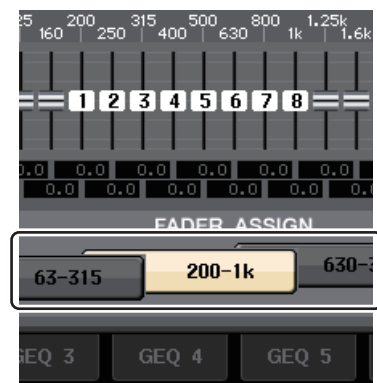 200 315 500 800 1.25k
160 250 400 630 1k 1.6k
1 2 3 4 5 6 7 8
0.0 0.0 0.0 0.0 0.0
0.0 0.0 0.0 0.0 0.0
FADER ASSIGN
63-315 200-1k 630-
GEQ 3 GEQ 4 GEQ 5